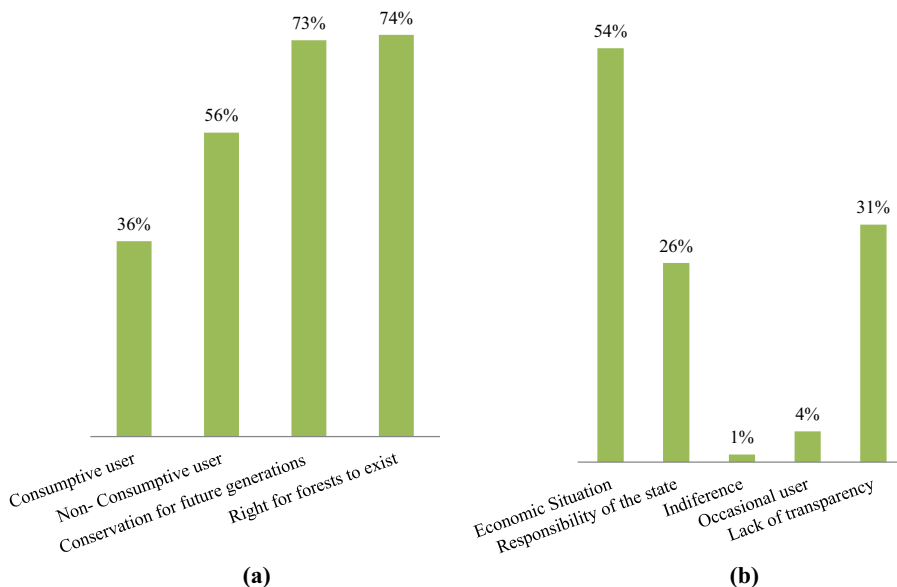 36%
56%
73%
74%
Consumptive user
Non- Consumptive user
Conservation for future generations
Right for forests to exist
(a)
54%
26%
1%
4%
31%
Economic Situation
Responsibility of the state
Indiference
Occasional user
Lack of transparency
(b)